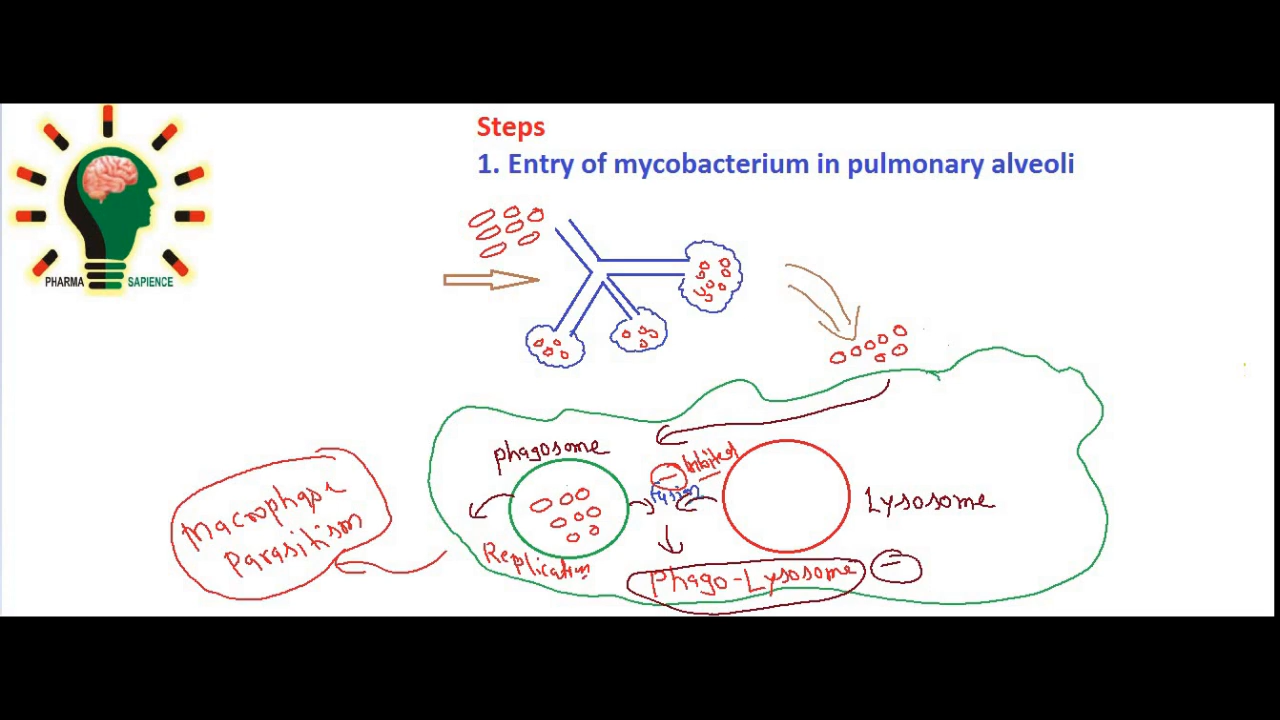 Steps
1. Entry of mycobacterium in pulmonary alveoli
PHARMA SAPIENCE
phagosome
Inhibited
Fusion
Lysosome
Macrophage
Parasitism
Replication
Phago-Lysosome